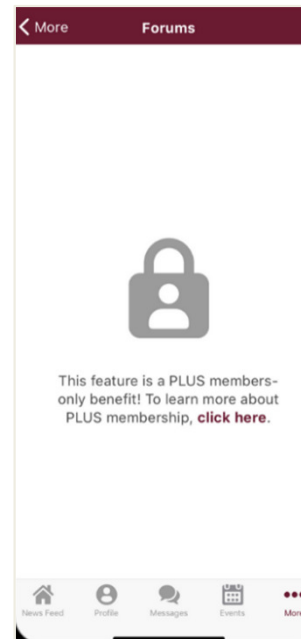 More
Forums
This feature is a PLUS members-
only benefit! To learn more about
PLUS membership, click here.
News Feed
Profile
Messages
Events
More